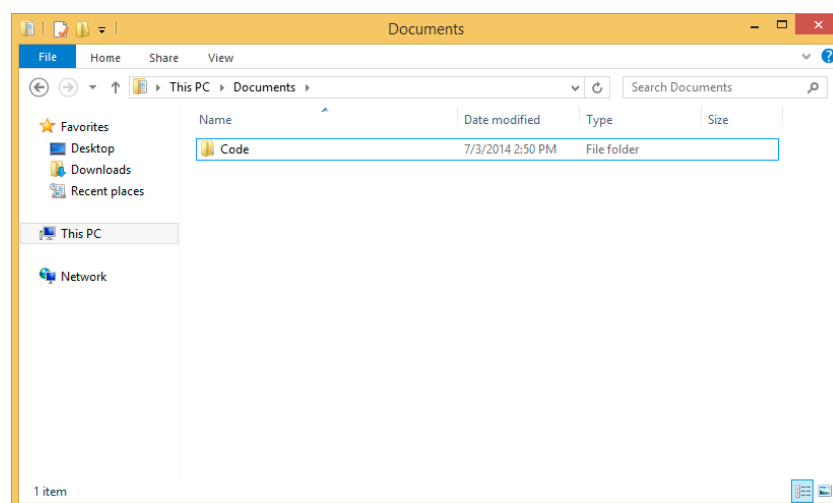 Documents
File Home Share View
This PC Documents Search Documents
Name Date modified Type Size
Favorites
Desktop
Downloads
Recent places
This PC
Network
Code 7/3/2014 2:50 PM File folder
1 item